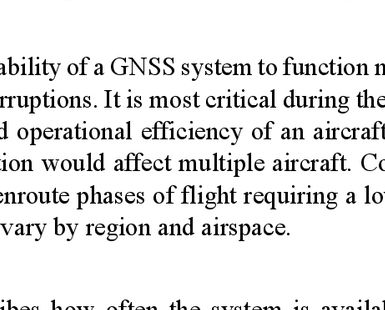 ability of a GNSS system to function n
rruptions. It is most critical during the
d operational efficiency of an aircraft
tion would affect multiple aircraft. Co
enroute phases of flight requiring a lo
vary by region and airspace.
ibes how often the system is availab